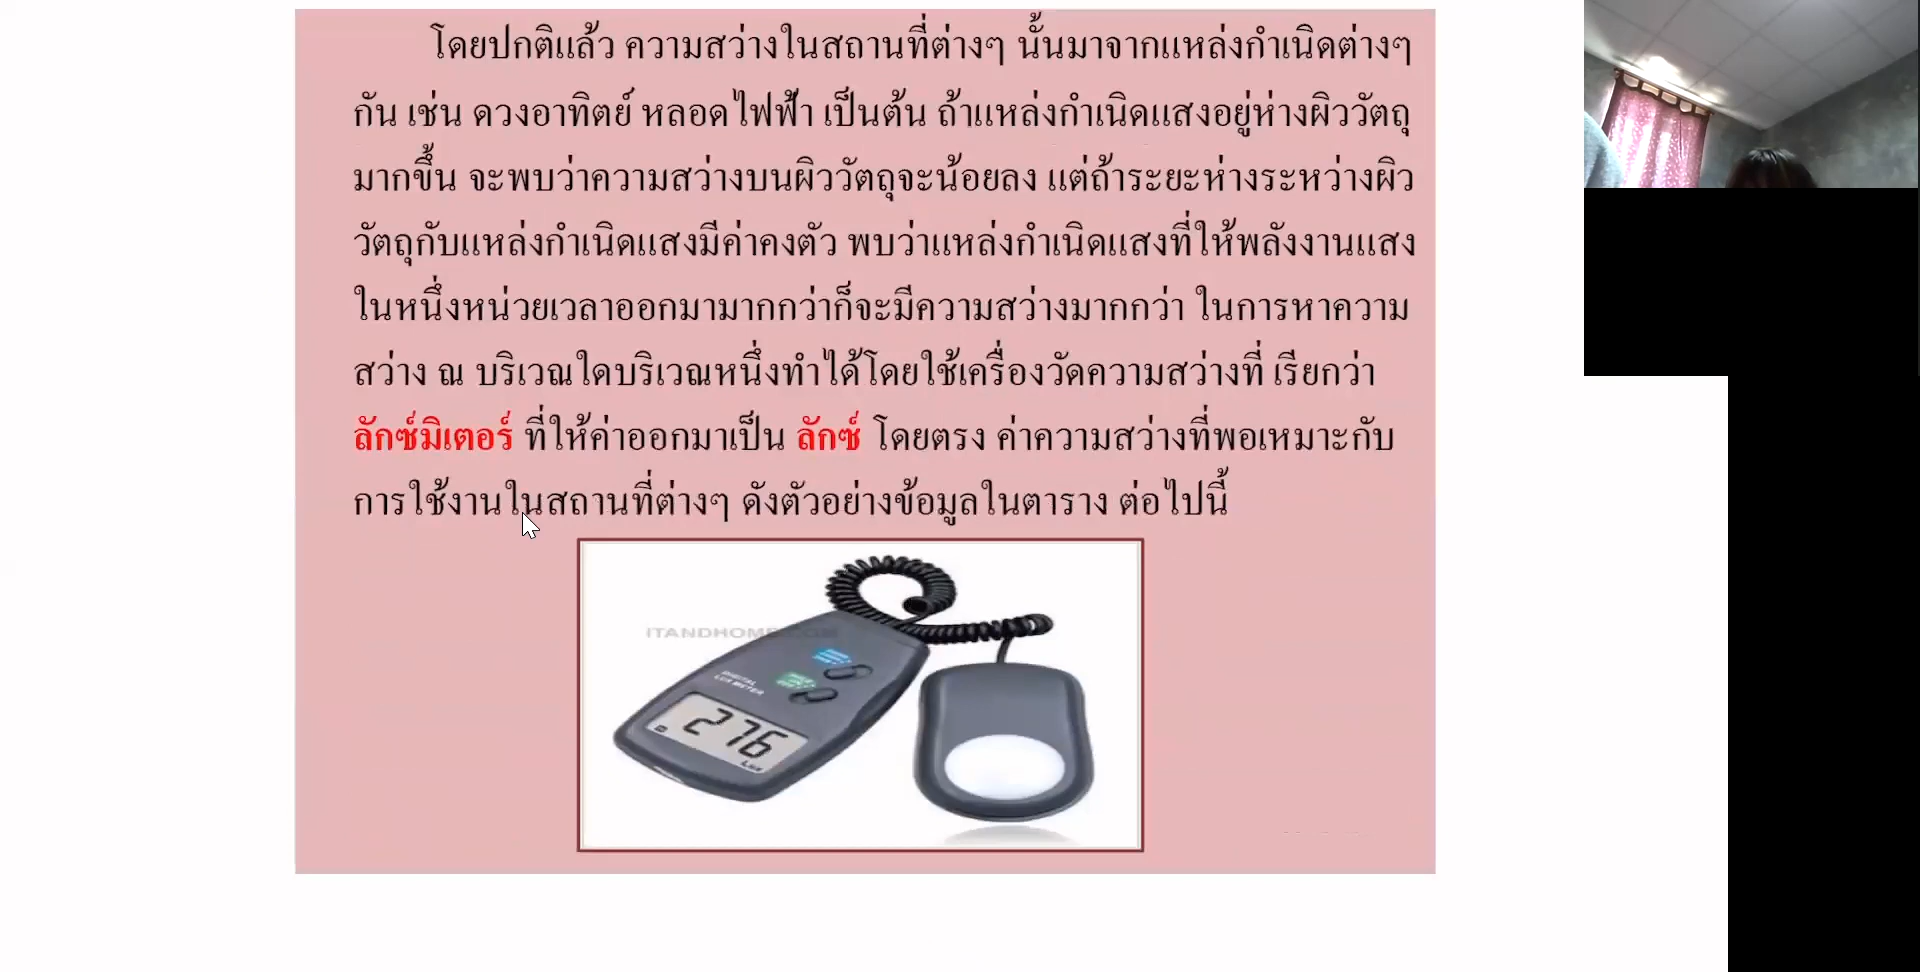 โดยปกติแล้ว ความสว่างในสถานที่ต่างๆ นั้นมาจากแหล่งกำเนิดต่างๆ
กัน เช่น ดวงอาทิตย์ หลอดไฟฟ้า เป็นต้น ถ้าแหล่งกำเนิดแสงอยู่ห่างผิววัตถุ
มากขึ้น จะพบว่าความสว่างบนผิววัตถุจะน้อยลง แต่ถ้าระยะห่างระหว่างผิว
วัตถุกับแหล่งกำเนิดแสงมีค่าคงตัว พบว่าแหล่งกำเนิดแสงที่ให้พลังงานแสง
ในหนึ่งหน่วยเวลาออกมามากกว่าก็จะมีความสว่างมากกว่า ในการหาความ
สว่าง ณ บริเวณใดบริเวณหนึ่งทำได้โดยใช้เครื่องวัดความสว่างที่ เรียกว่า
ลักซ์มิเตอร์ ที่ให้ค่าออกมาเป็น ลักซ์ โดยตรง ค่าความสว่างที่พอเหมาะกับ
การใช้งานในสถานที่ต่างๆ ดังตัวอย่างข้อมูลในตาราง ต่อไปนี้
ITANDHOME.COM
DIGITAL
LUX METER
276
Lux